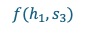 f(h₁, s₃)